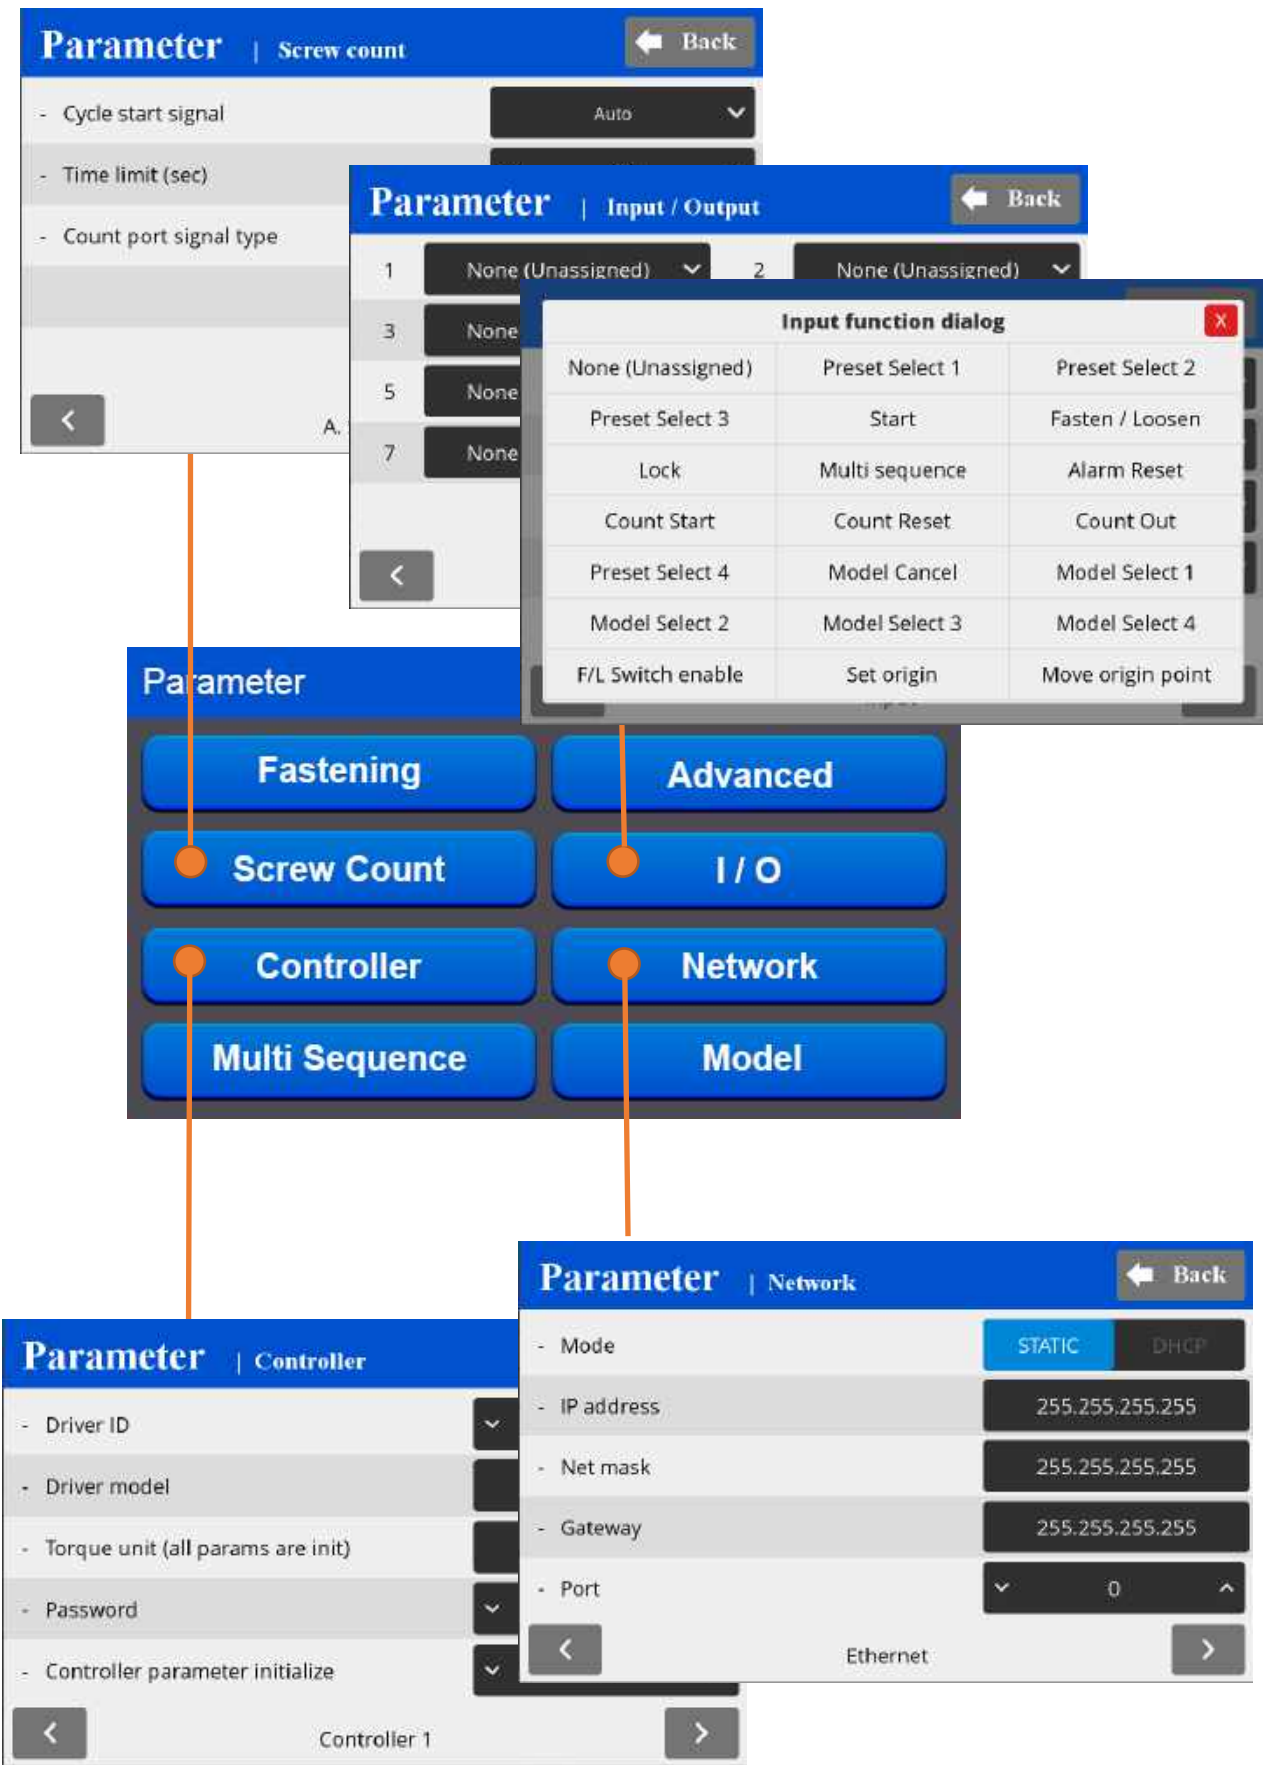 Parameter | Screw count Back
- Cycle start signal Auto
- Time limit (sec)
- Count port signal type
A.
Parameter | Input / Output Back
1 None (Unassigned) 2 None (Unassigned)
3 None
5 None
7 None
Input function dialog X
None (Unassigned) Preset Select 1 Preset Select 2
Preset Select 3 Start Fasten / Loosen
Lock Multi sequence Alarm Reset
Count Start Count Reset Count Out
Preset Select 4 Model Cancel Model Select 1
Model Select 2 Model Select 3 Model Select 4
F/L Switch enable Set origin Move origin point
Parameter
Fastening Advanced
Screw Count I / O
Controller Network
Multi Sequence Model
Parameter | Network Back
- Mode STATIC DHCP
- IP address 255.255.255.255
- Net mask 255.255.255.255
- Gateway 255.255.255.255
- Port 0
Ethernet
Parameter | Controller
- Driver ID
- Driver model
- Torque unit (all params are init)
- Password
- Controller parameter initialize
Controller 1